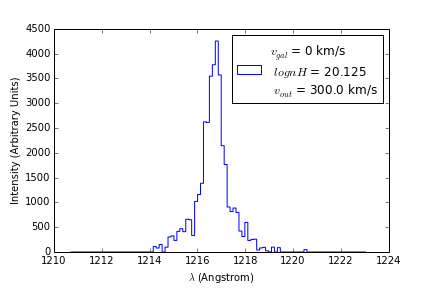 4500
4000
3500
3000
2500
2000
1500
1000
500
0
Intensity (Arbitrary Units)
v_gal = 0 km/s
lognH = 20.125
v_out = 300.0 km/s
1210 1212 1214 1216 1218 1220 1222 1224
λ (Angstrom)